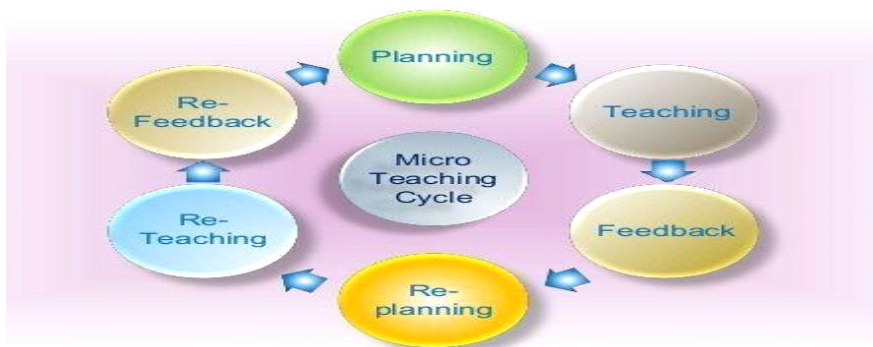 Planning
Teaching
Feedback
Re-
planning
Re-
Teaching
Re-
Feedback
Micro
Teaching
Cycle